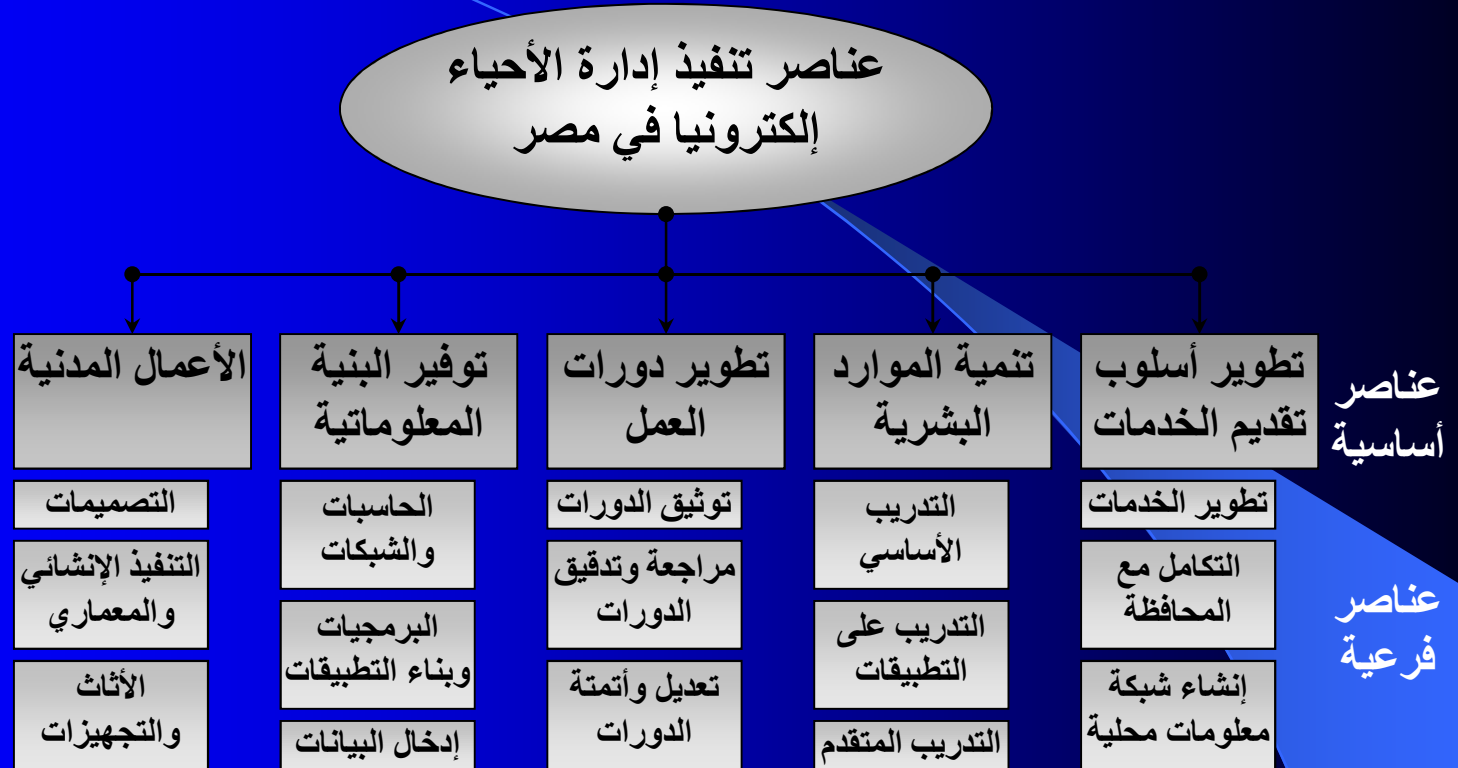 عناصر تنفيذ إدارة الأحياء
إلكترونيا في مصر
عناصر
أساسية
تطوير أسلوب
تقديم الخدمات
تنمية الموارد
البشرية
تطوير دورات
العمل
توفير البنية
المعلوماتية
الأعمال المدنية
عناصر
فرعية
تطوير الخدمات
التكامل مع
المحافظة
إنشاء شبكة
معلومات محلية
التدريب
الأساسي
التدريب على
التطبيقات
التدريب المتقدم
توثيق الدورات
مراجعة وتدقيق
الدورات
تعديل وأتمتة
الدورات
الحاسبات
والشبكات
البرمجيات
وبناء التطبيقات
إدخال البيانات
التصميمات
التنفيذ الإنشائي
والمعماري
الأثاث
والتجهيزات